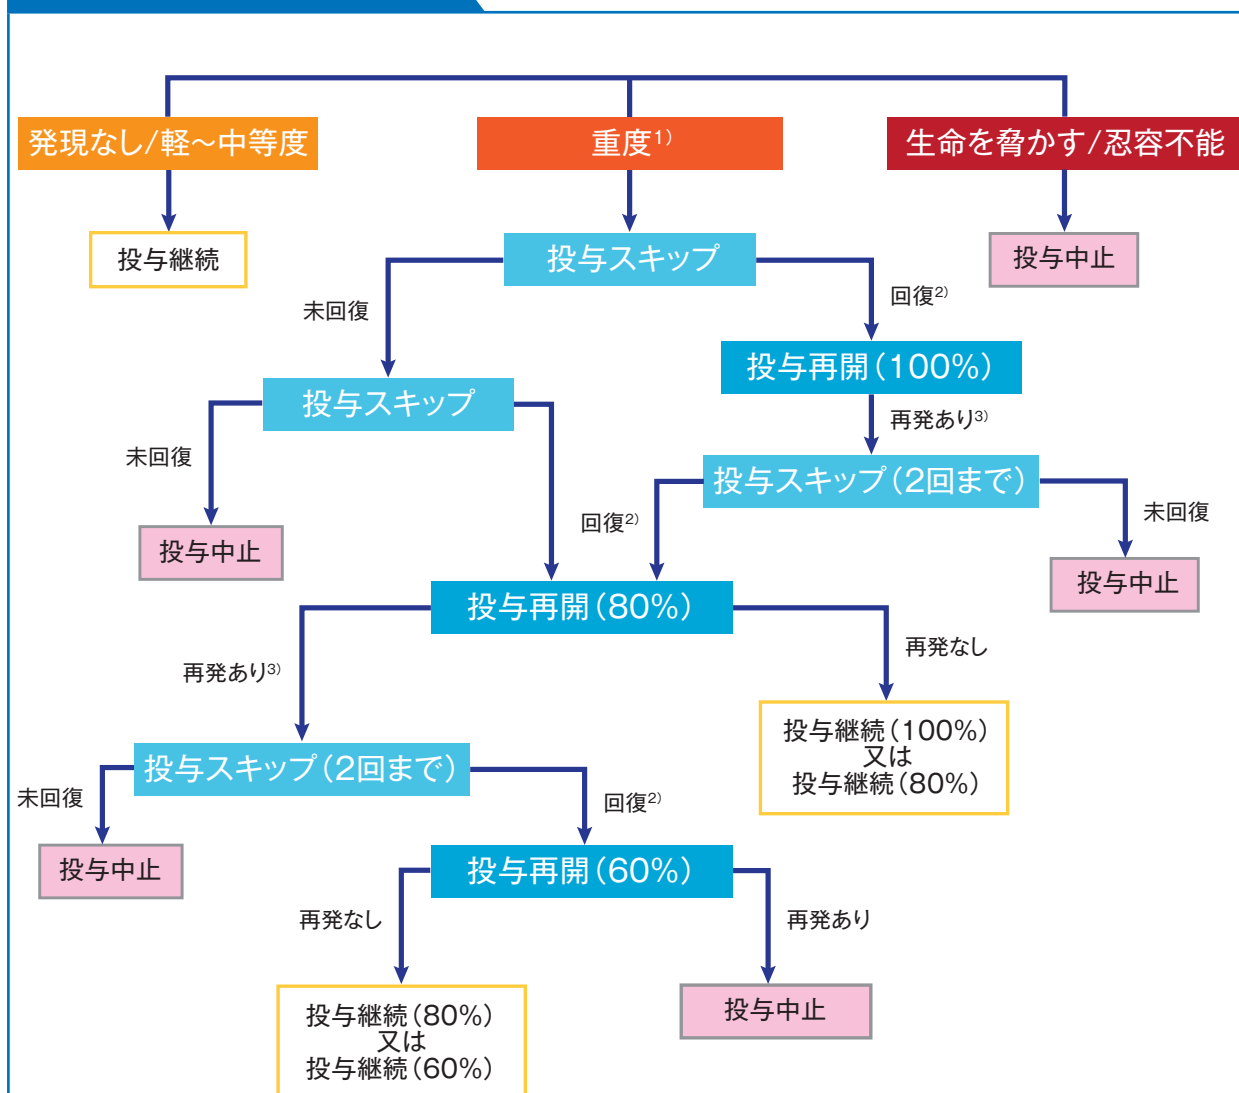 発現なし/軽～中等度
重度1)
生命を脅かす/忍容不能
投与継続
投与スキップ
投与中止
未回復
回復2)
投与再開(100%)
投与スキップ
再発あり3)
未回復
投与スキップ(2回まで)
回復2)
未回復
投与中止
投与中止
投与再開(80%)
再発あり3)
再発なし
投与継続(100%)
又は
投与継続(80%)
投与スキップ(2回まで)
未回復
回復2)
投与中止
投与再開(60%)
再発なし
再発あり
投与継続(80%)
又は
投与継続(60%)
投与中止